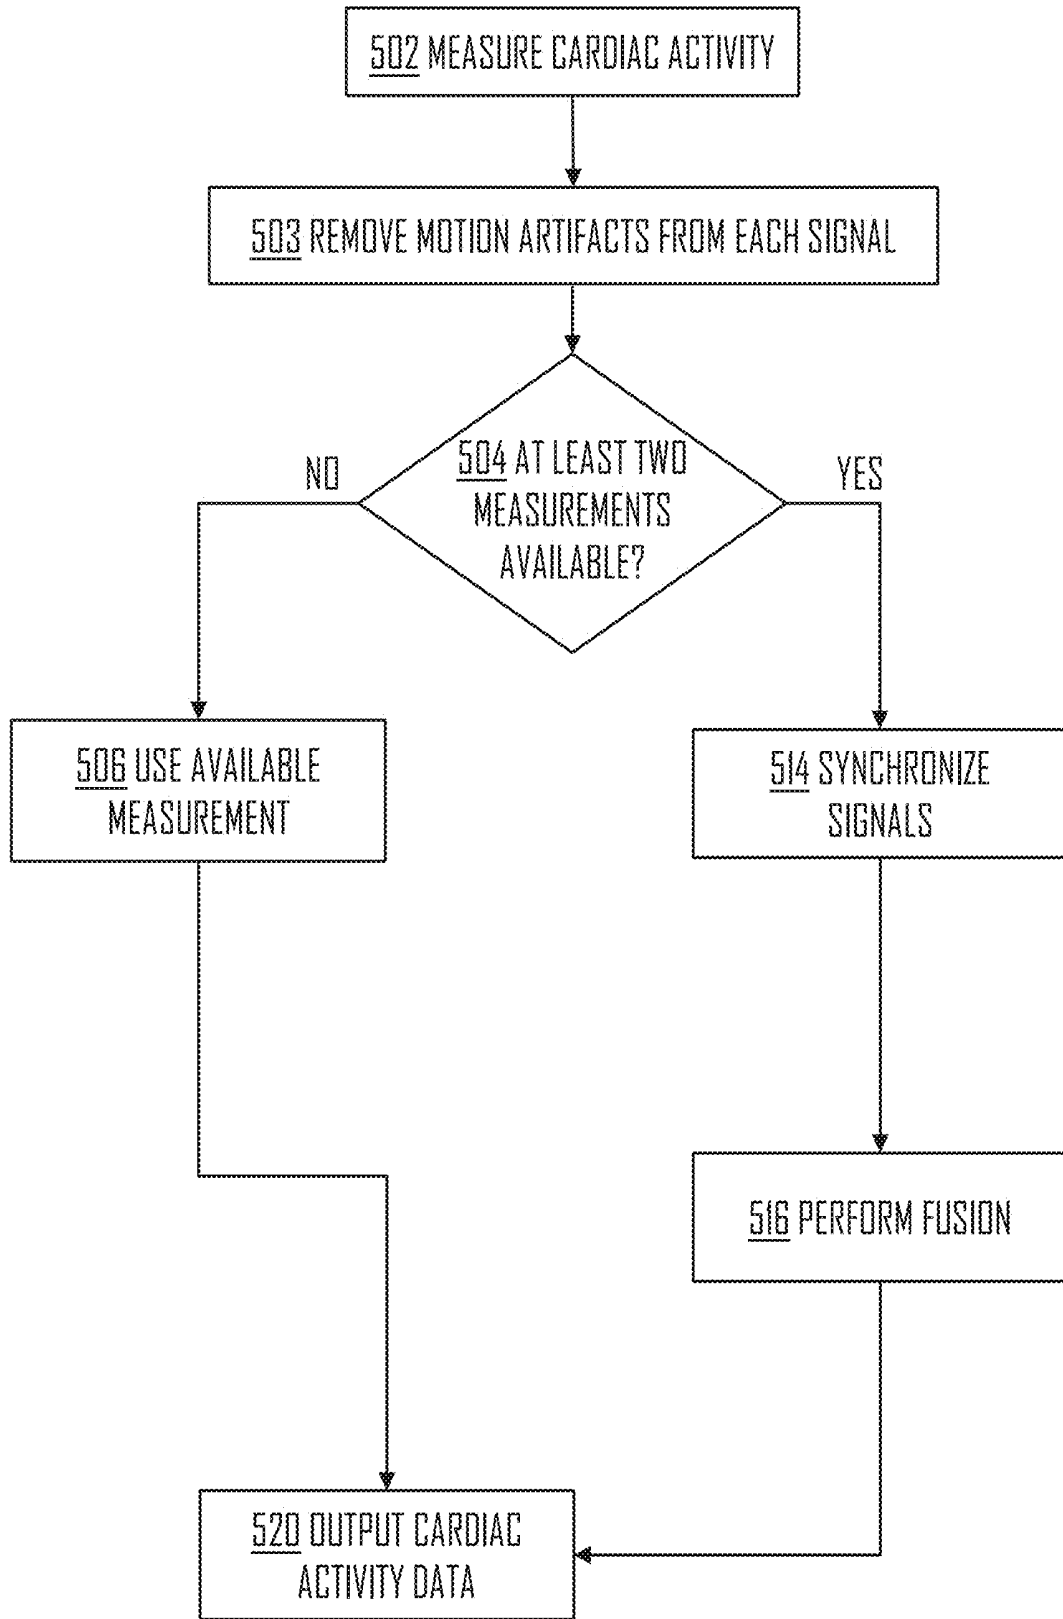 502 MEASURE CARDIAC ACTIVITY
503 REMOVE MOTION ARTIFACTS FROM EACH SIGNAL
504 AT LEAST TWO
MEASUREMENTS
AVAILABLE?
NO
YES
506 USE AVAILABLE
MEASUREMENT
514 SYNCHRONIZE
SIGNALS
516 PERFORM FUSION
520 OUTPUT CARDIAC
ACTIVITY DATA